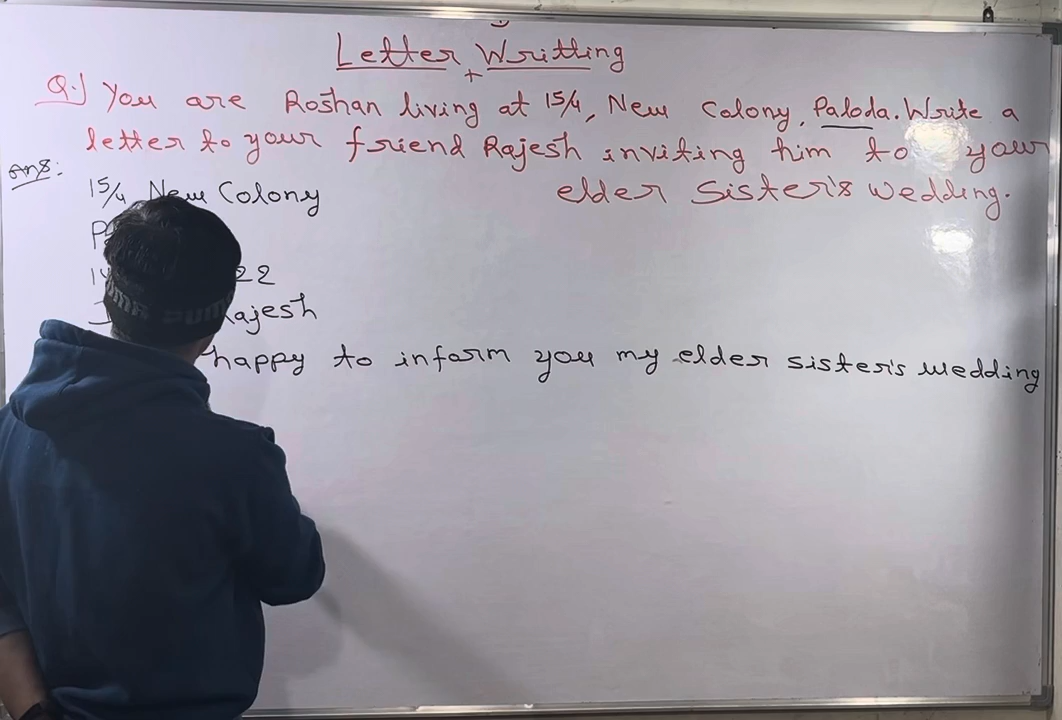 Letter Writting
Q.) You are Roshan living at 15/4, New Colony, Paloda. Write a
letter to your friend Rajesh inviting him to your
elder Sister's wedding.
ans:
15/4 New Colony
22
Rajesh
happy to inform you my elder sister's wedding